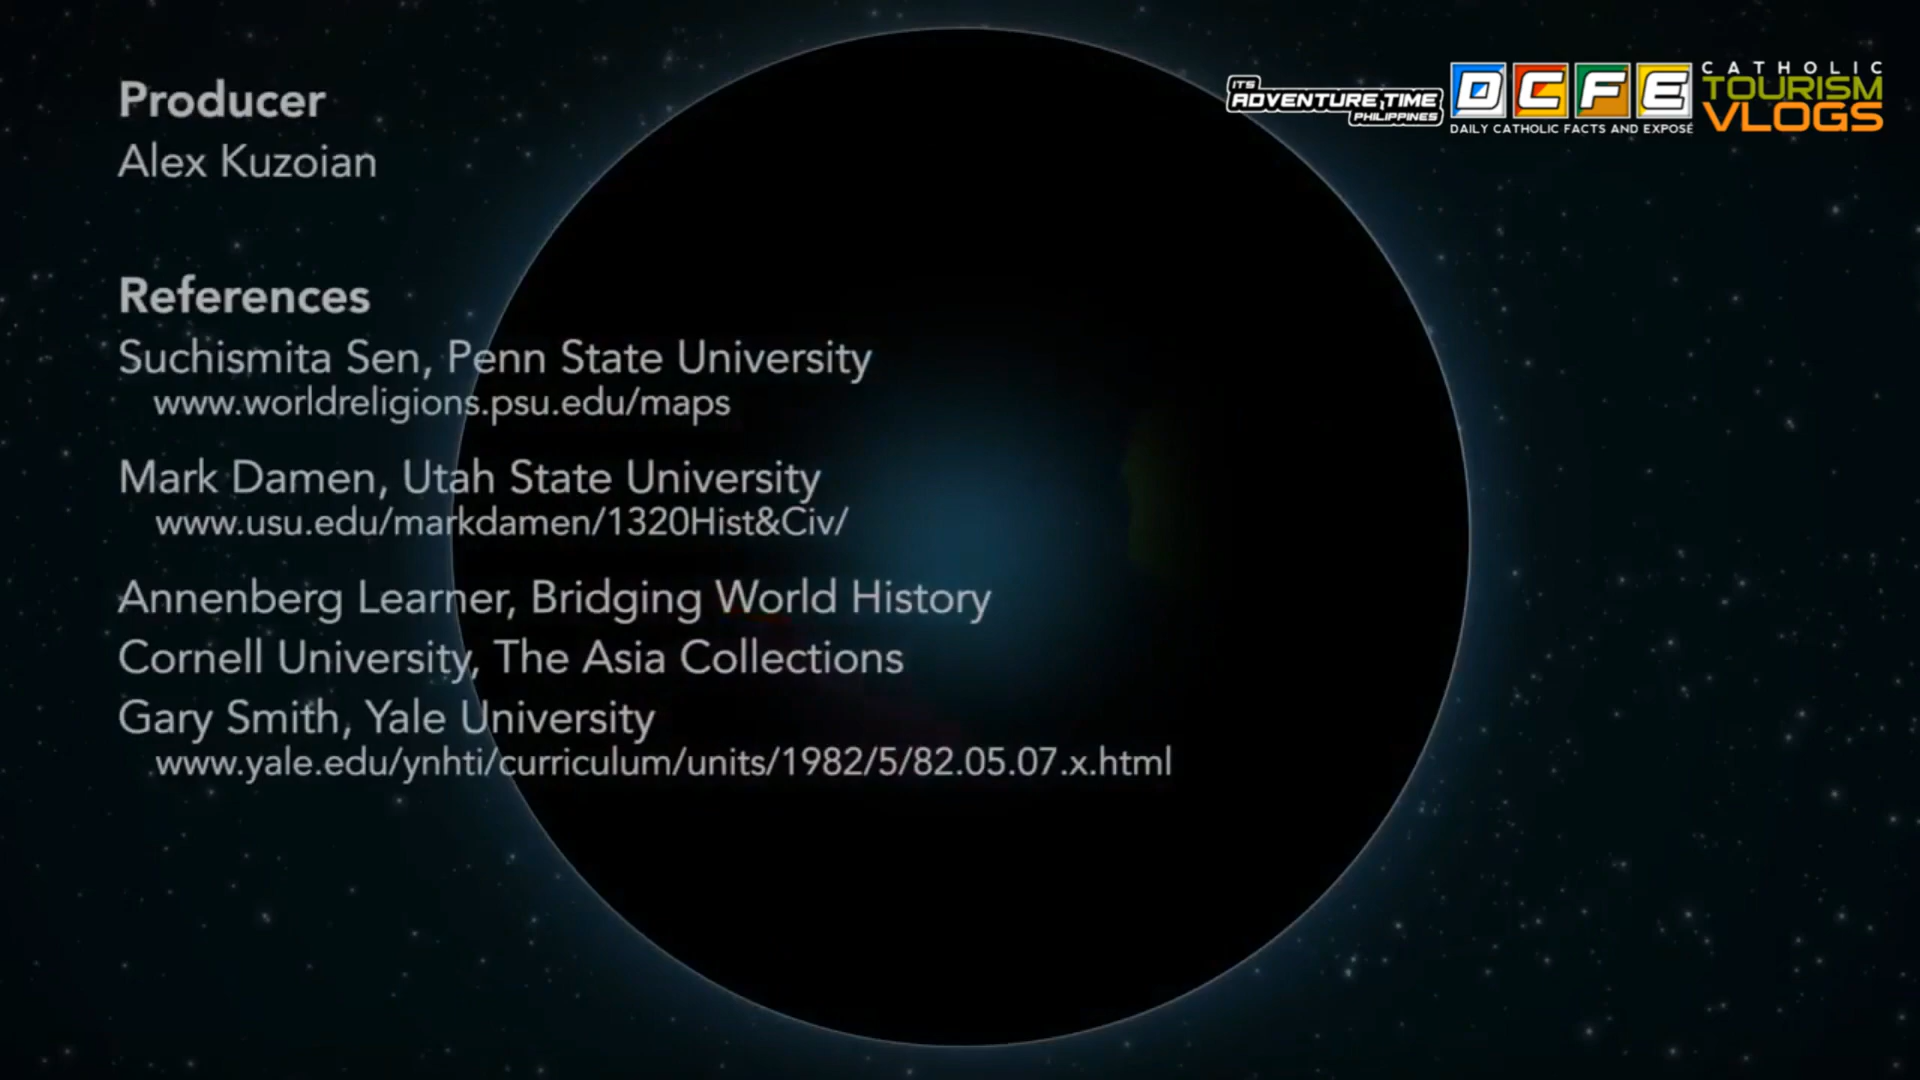 Producer
Alex Kuzoian
References
Suchismita Sen, Penn State University
www.worldreligions.psu.edu/maps
Mark Damen, Utah State University
www.usu.edu/markdamen/1320Hist&Civ/
Annenberg Learner, Bridging World History
Cornell University, The Asia Collections
Gary Smith, Yale University
www.yale.edu/ynhti/curriculum/units/1982/5/82.05.07.x.html
ITS
ADVENTURE TIME
PHILIPPINES
DCFE
DAILY CATHOLIC FACTS AND EXPOSÉ
CATHOLIC
TOURISM
VLOGS